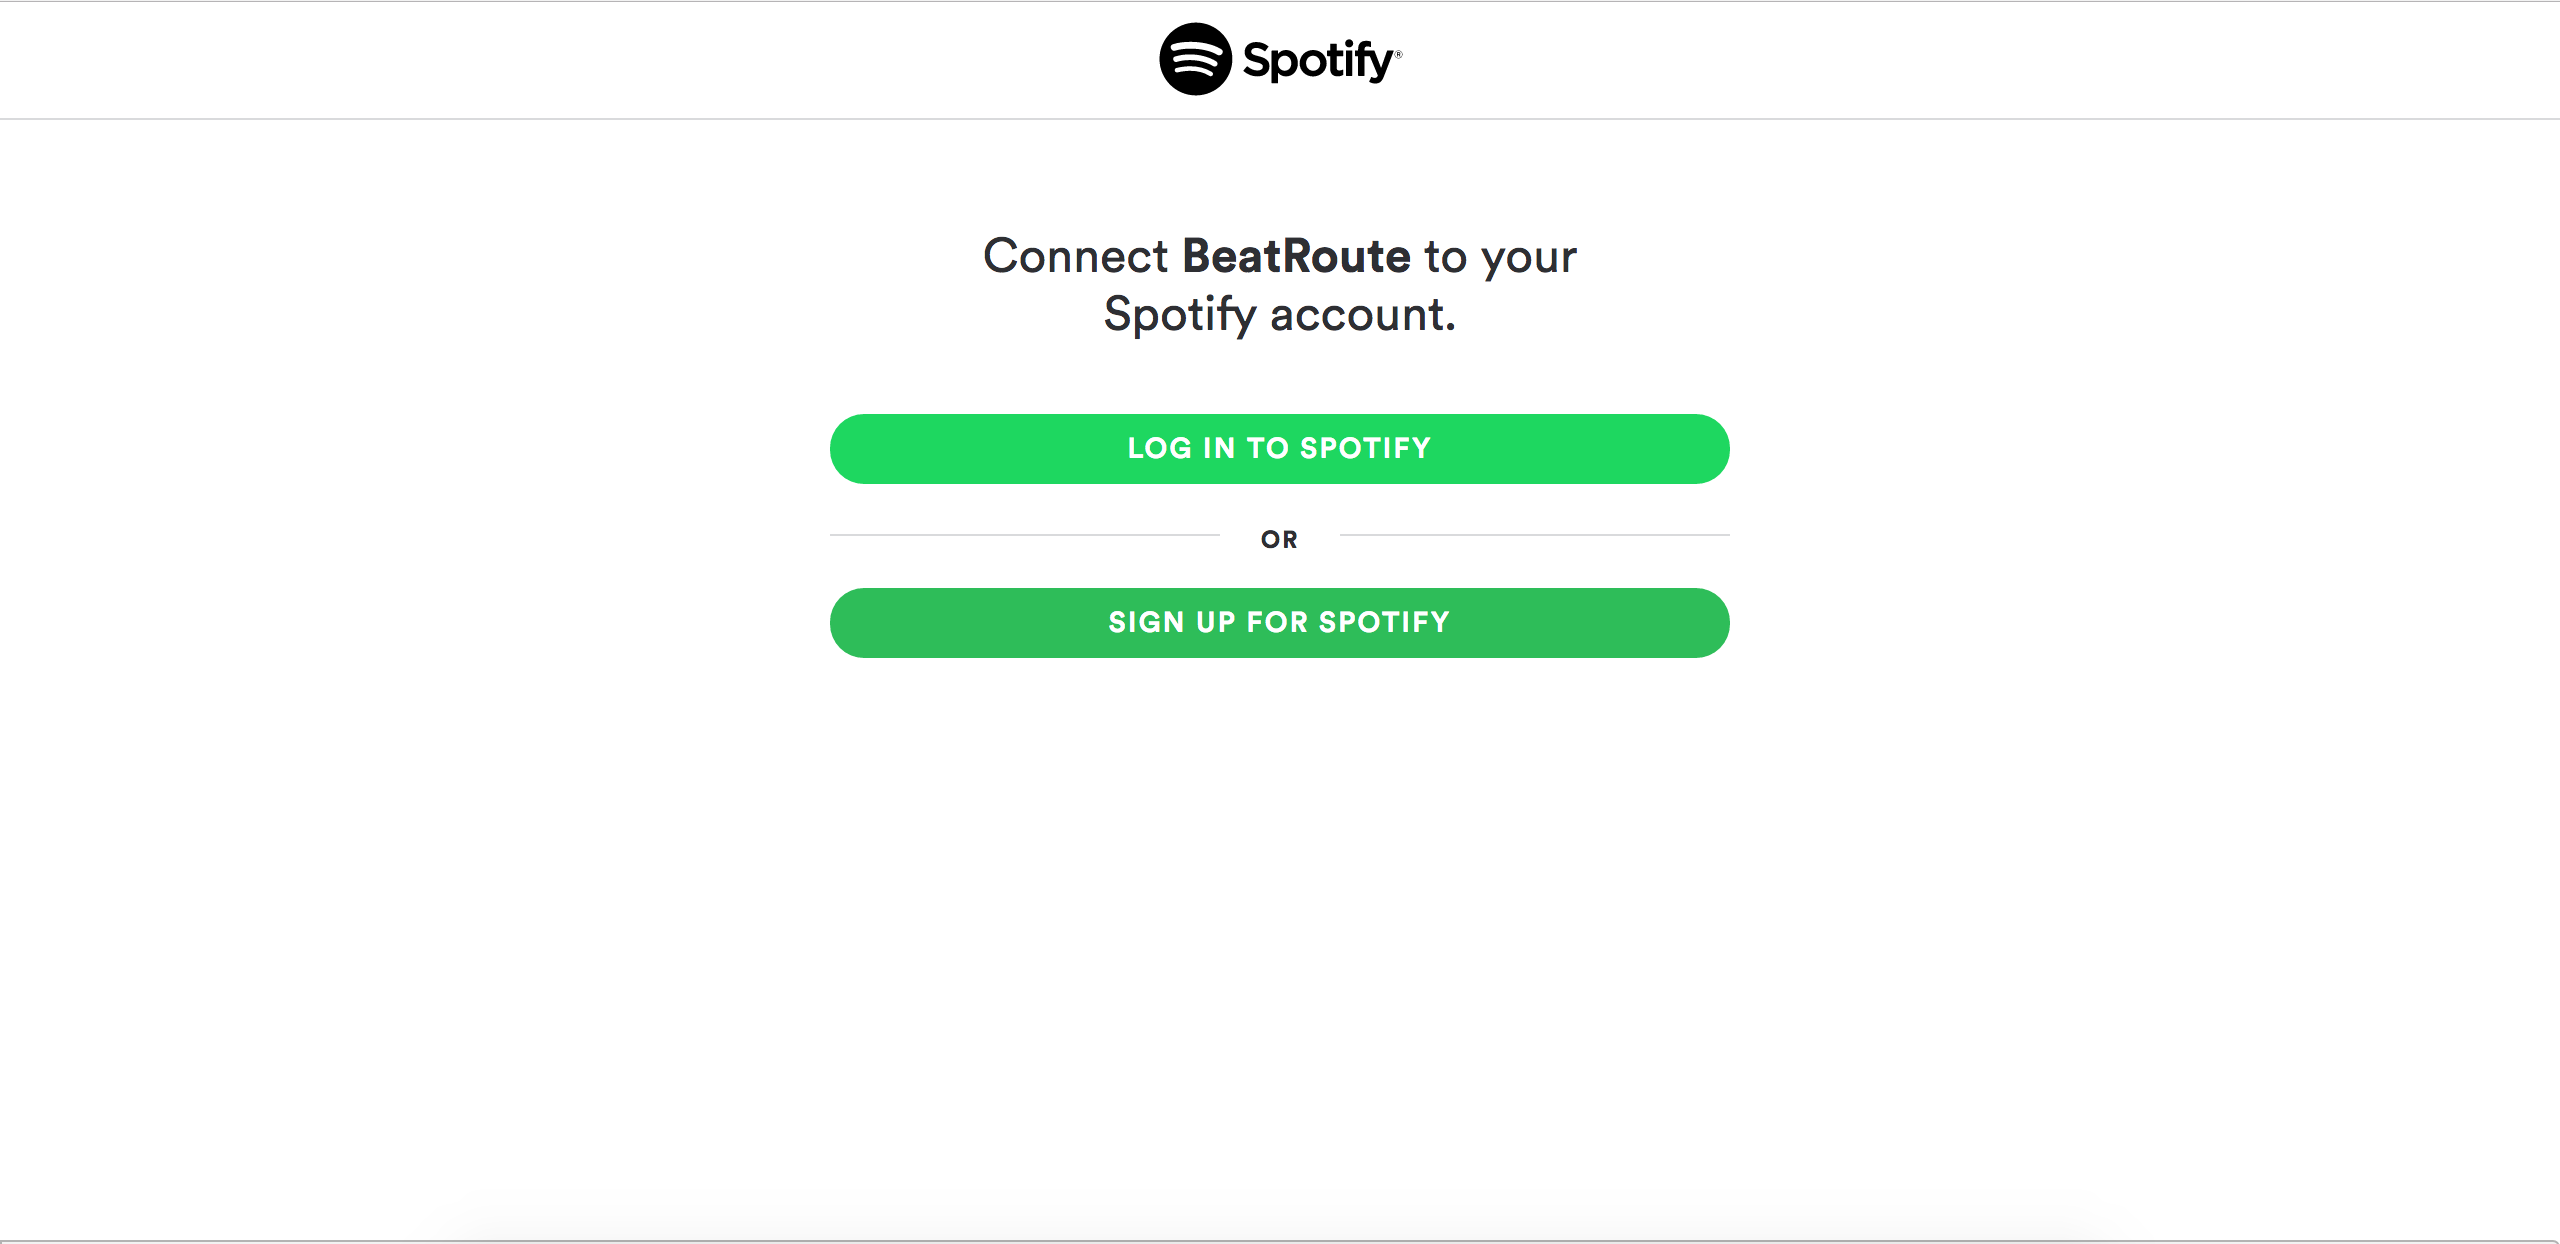 Spotify®
Connect BeatRoute to your
Spotify account.
LOG IN TO SPOTIFY
OR
SIGN UP FOR SPOTIFY